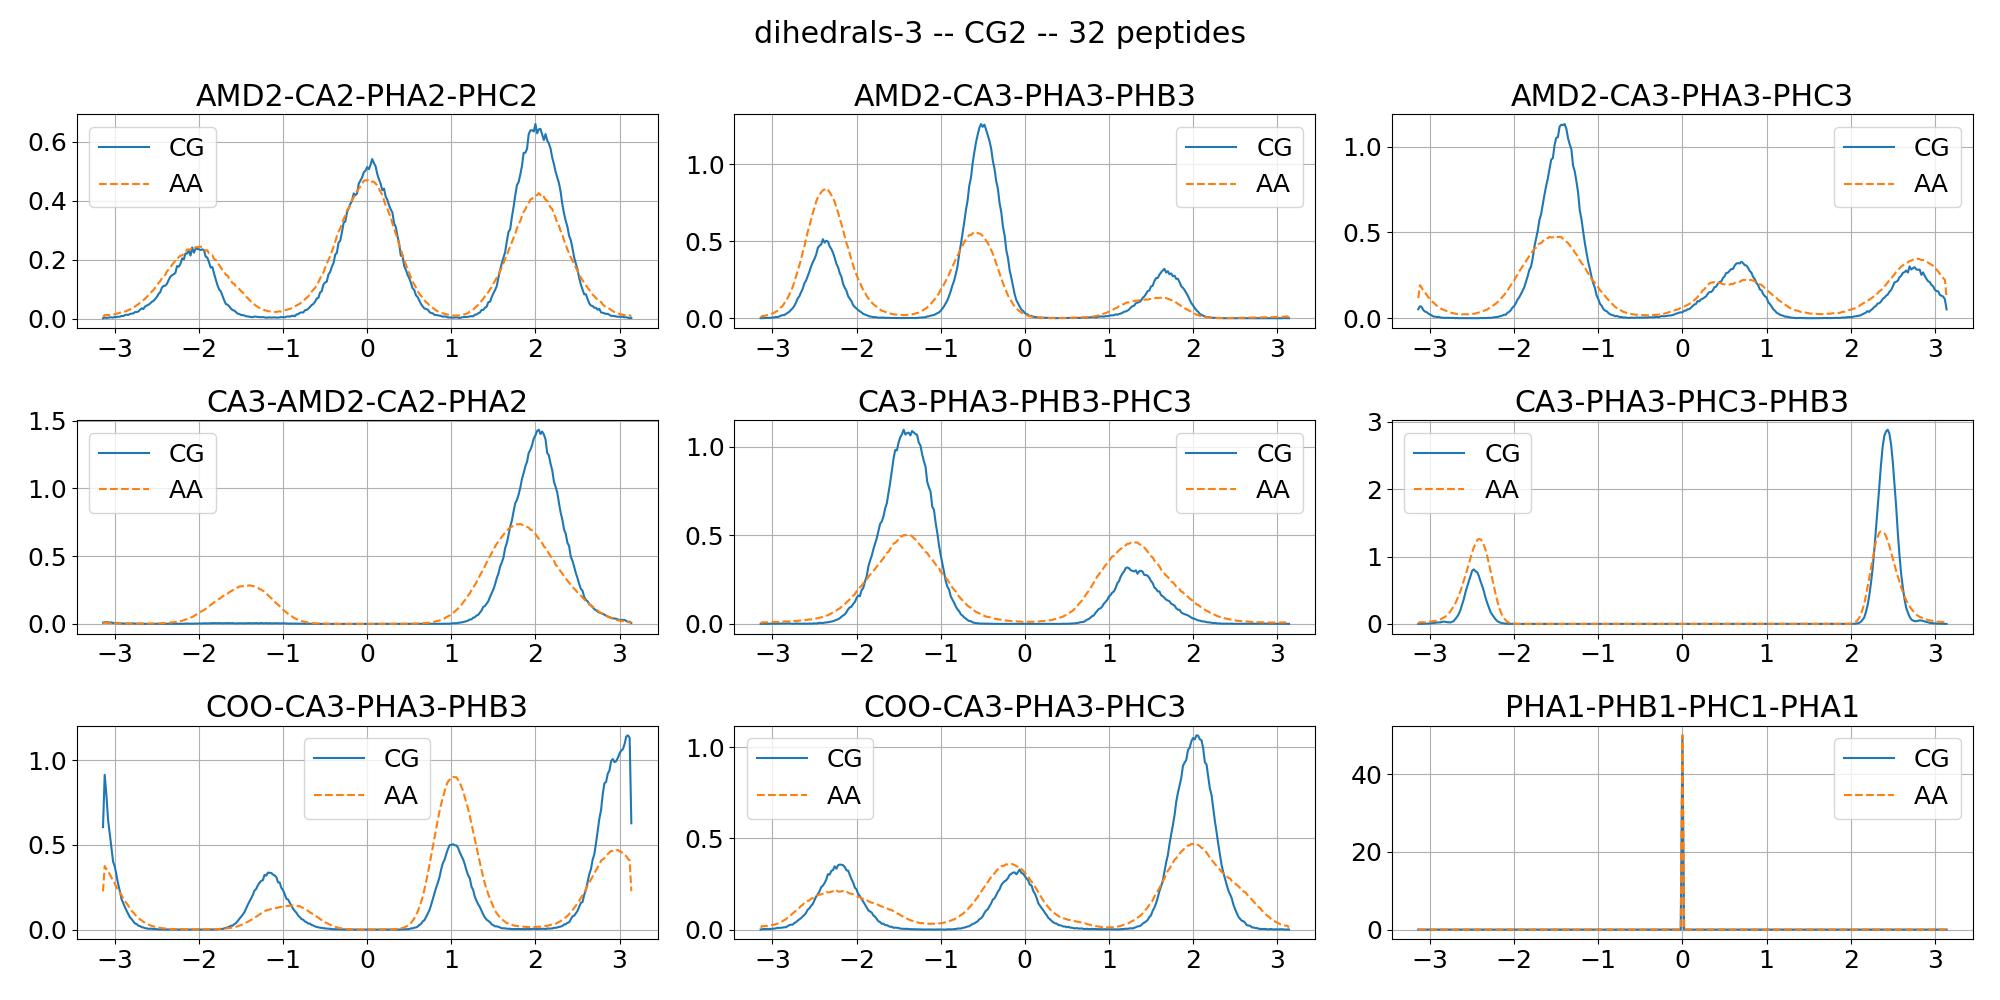 dihedrals-3 -- CG2 -- 32 peptides
AMD2-CA2-PHA2-PHC2
AMD2-CA3-PHA3-PHB3
AMD2-CA3-PHA3-PHC3
0.6
0.4
0.2
0.0
CG
AA
−3 −2 −1 0 1 2 3
1.0
0.5
0.0
CG
AA
−3 −2 −1 0 1 2 3
1.0
0.5
0.0
CG
AA
−3 −2 −1 0 1 2 3
CA3-AMD2-CA2-PHA2
CA3-PHA3-PHB3-PHC3
CA3-PHA3-PHC3-PHB3
1.5
1.0
0.5
0.0
CG
AA
−3 −2 −1 0 1 2 3
1.0
0.5
0.0
CG
AA
−3 −2 −1 0 1 2 3
3
2
1
0
CG
AA
−3 −2 −1 0 1 2 3
COO-CA3-PHA3-PHB3
COO-CA3-PHA3-PHC3
PHA1-PHB1-PHC1-PHA1
1.0
0.5
0.0
CG
AA
−3 −2 −1 0 1 2 3
1.0
0.5
0.0
CG
AA
−3 −2 −1 0 1 2 3
40
20
0
CG
AA
−3 −2 −1 0 1 2 3